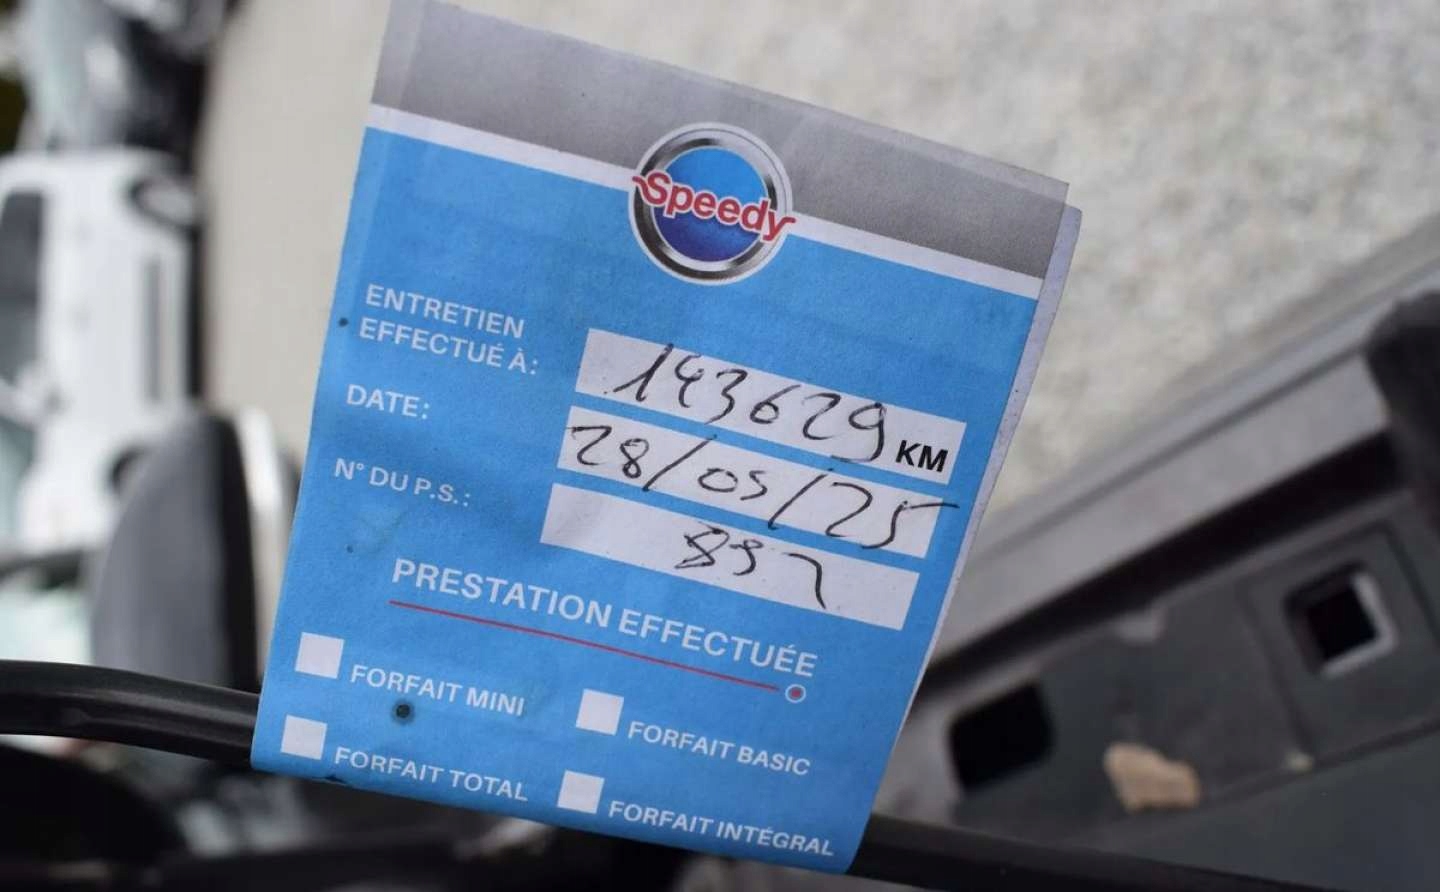 Speedy
ENTRETIEN
EFFECTUÉ À:
143629 KM
DATE:
28/05/25
N° DU P.S.:
892
PRESTATION EFFECTUÉE
FORFAIT MINI
FORFAIT BASIC
FORFAIT TOTAL
FORFAIT INTÉGRAL